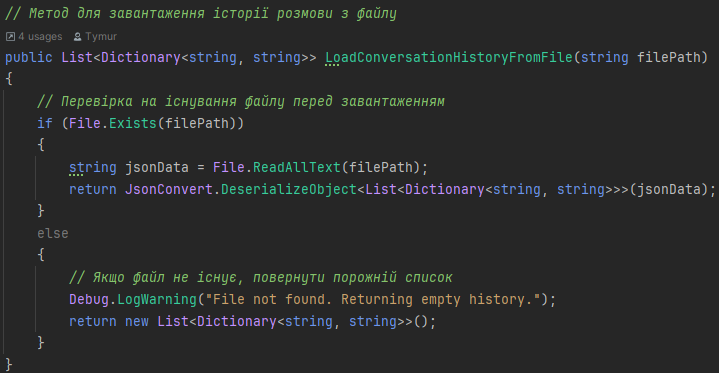 // Метод для завантаження історії розмови з файлу
4 usages Tymur
public List<Dictionary<string, string>> LoadConversationHistoryFromFile(string filePath)
{
// Перевірка на існування файлу перед завантаженням
if (File.Exists(filePath))
{
string jsonData = File.ReadAllText(filePath);
return JsonConvert.DeserializeObject<List<Dictionary<string, string>>>(jsonData);
}
else
{
// Якщо файл не існує, повернути порожній список
Debug.LogWarning("File not found. Returning empty history.");
return new List<Dictionary<string, string>>();
}
}